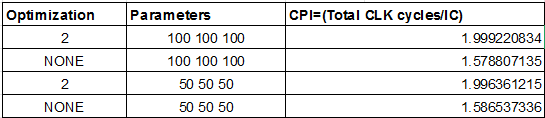 Optimization Parameters CPI=(Total CLK cycles/IC)
2 100 100 100 1.999220834
NONE 100 100 100 1.578807135
2 50 50 50 1.996361215
NONE 50 50 50 1.586537336